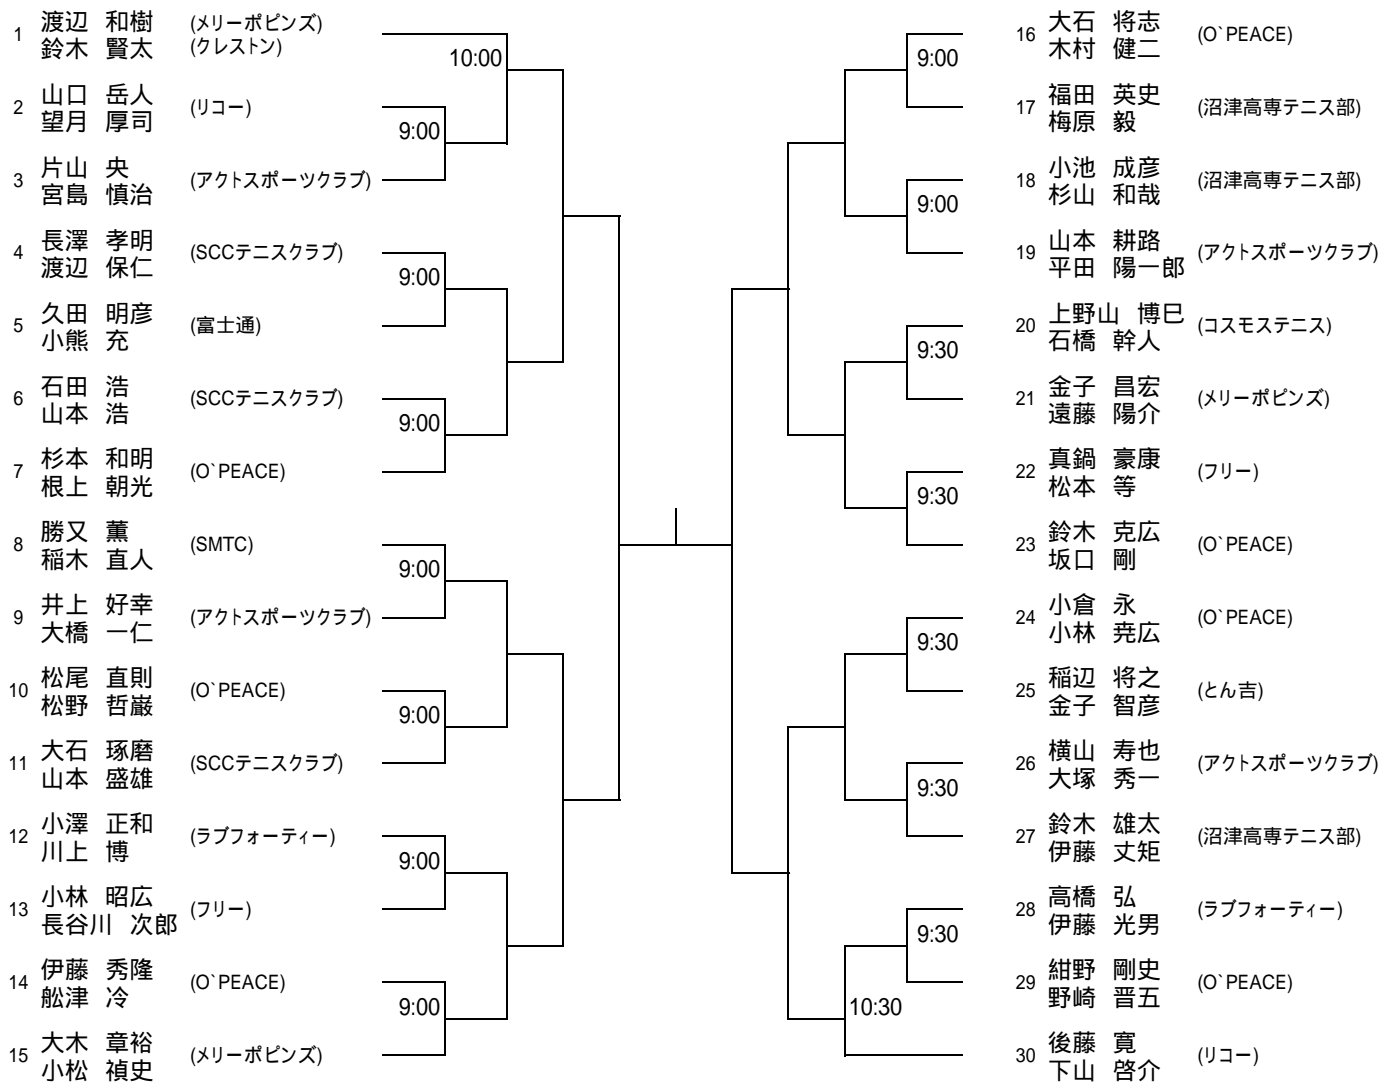 1 渡辺 和樹 (メリーポピンズ)
鈴木 賢太 (クレストン)
10:00
2 山口 岳人 (リコー)
望月 厚司
9:00
3 片山 央 (アクトスポーツクラブ)
宮島 慎治
4 長澤 孝明 (SCCテニスクラブ)
渡辺 保仁
9:00
5 久田 明彦 (富士通)
小熊 充
6 石田 浩 (SCCテニスクラブ)
山本 浩
9:00
7 杉本 和明 (O`PEACE)
根上 朝光
8 勝又 薫 (SMTC)
稲木 直人
9:00
9 井上 好幸 (アクトスポーツクラブ)
大橋 一仁
10 松尾 直則 (O`PEACE)
松野 哲巌
9:00
11 大石 琢磨 (SCCテニスクラブ)
山本 盛雄
12 小澤 正和 (ラブフォーティー)
川上 博
9:00
13 小林 昭広 (フリー)
長谷川 次郎
14 伊藤 秀隆 (O`PEACE)
舩津 冷
9:00
15 大木 章裕 (メリーポピンズ)
小松 禎史
16 大石 将志 (O`PEACE)
木村 健二
9:00
17 福田 英史 (沼津高専テニス部)
梅原 毅
18 小池 成彦 (沼津高専テニス部)
杉山 和哉
9:00
19 山本 耕路 (アクトスポーツクラブ)
平田 陽一郎
20 上野山 博巳 (コスモステニス)
石橋 幹人
9:30
21 金子 昌宏 (メリーポピンズ)
遠藤 陽介
22 真鍋 豪康 (フリー)
松本 等
9:30
23 鈴木 克広 (O`PEACE)
坂口 剛
24 小倉 永 (O`PEACE)
小林 尭広
9:30
25 稲辺 将之 (とん吉)
金子 智彦
26 横山 寿也 (アクトスポーツクラブ)
大塚 秀一
9:30
27 鈴木 雄太 (沼津高専テニス部)
伊藤 丈矩
28 高橋 弘 (ラブフォーティー)
伊藤 光男
9:30
29 紺野 剛史 (O`PEACE)
野崎 晋五
10:30
30 後藤 寛 (リコー)
下山 啓介